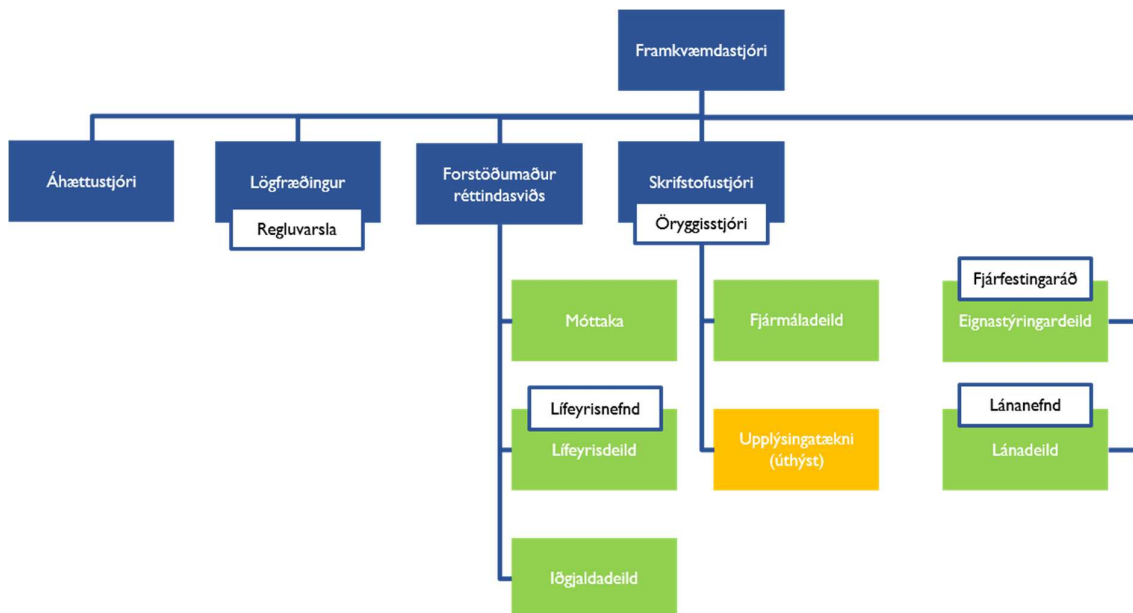 Framkvæmdastjóri
Áhættustjóri
Lögfræðingur
Regluvarsla
Forstöðumaður
réttindasviðs
Skrifstofustjóri
Öryggisstjóri
Móttaka
Lífeyrisnefnd
Lífeyrisdeild
Iðgjaldadeild
Fjármáladeild
Upplýsingatækni
(úthýst)
Fjárfestingaráð
Eignastýringardeild
Lánanefnd
Lánadeild